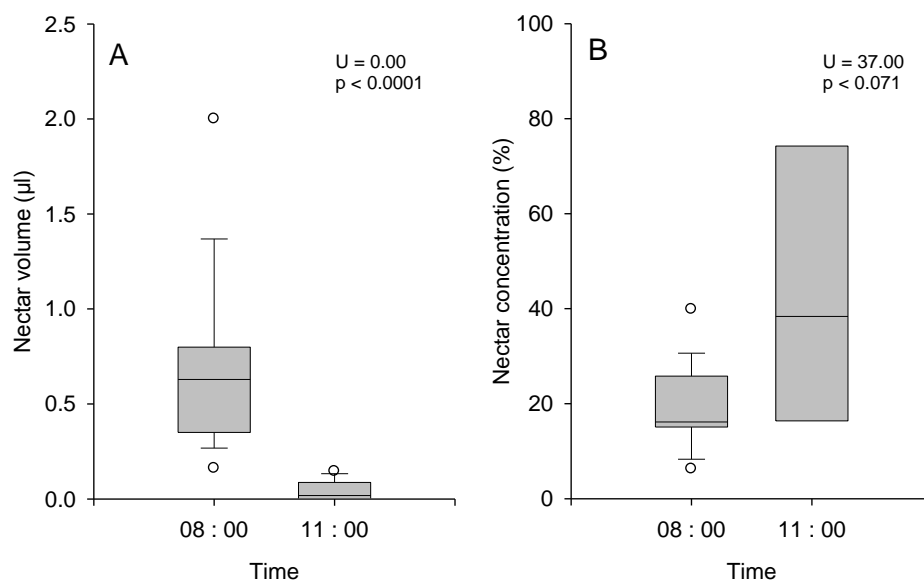 A
U = 0.00
p < 0.0001
Nectar volume (µl)
2.5
2.0
1.5
1.0
0.5
0.0
08 : 00
11 : 00
Time
B
U = 37.00
p < 0.071
Nectar concentration (%)
100
80
60
40
20
0
08 : 00
11 : 00
Time